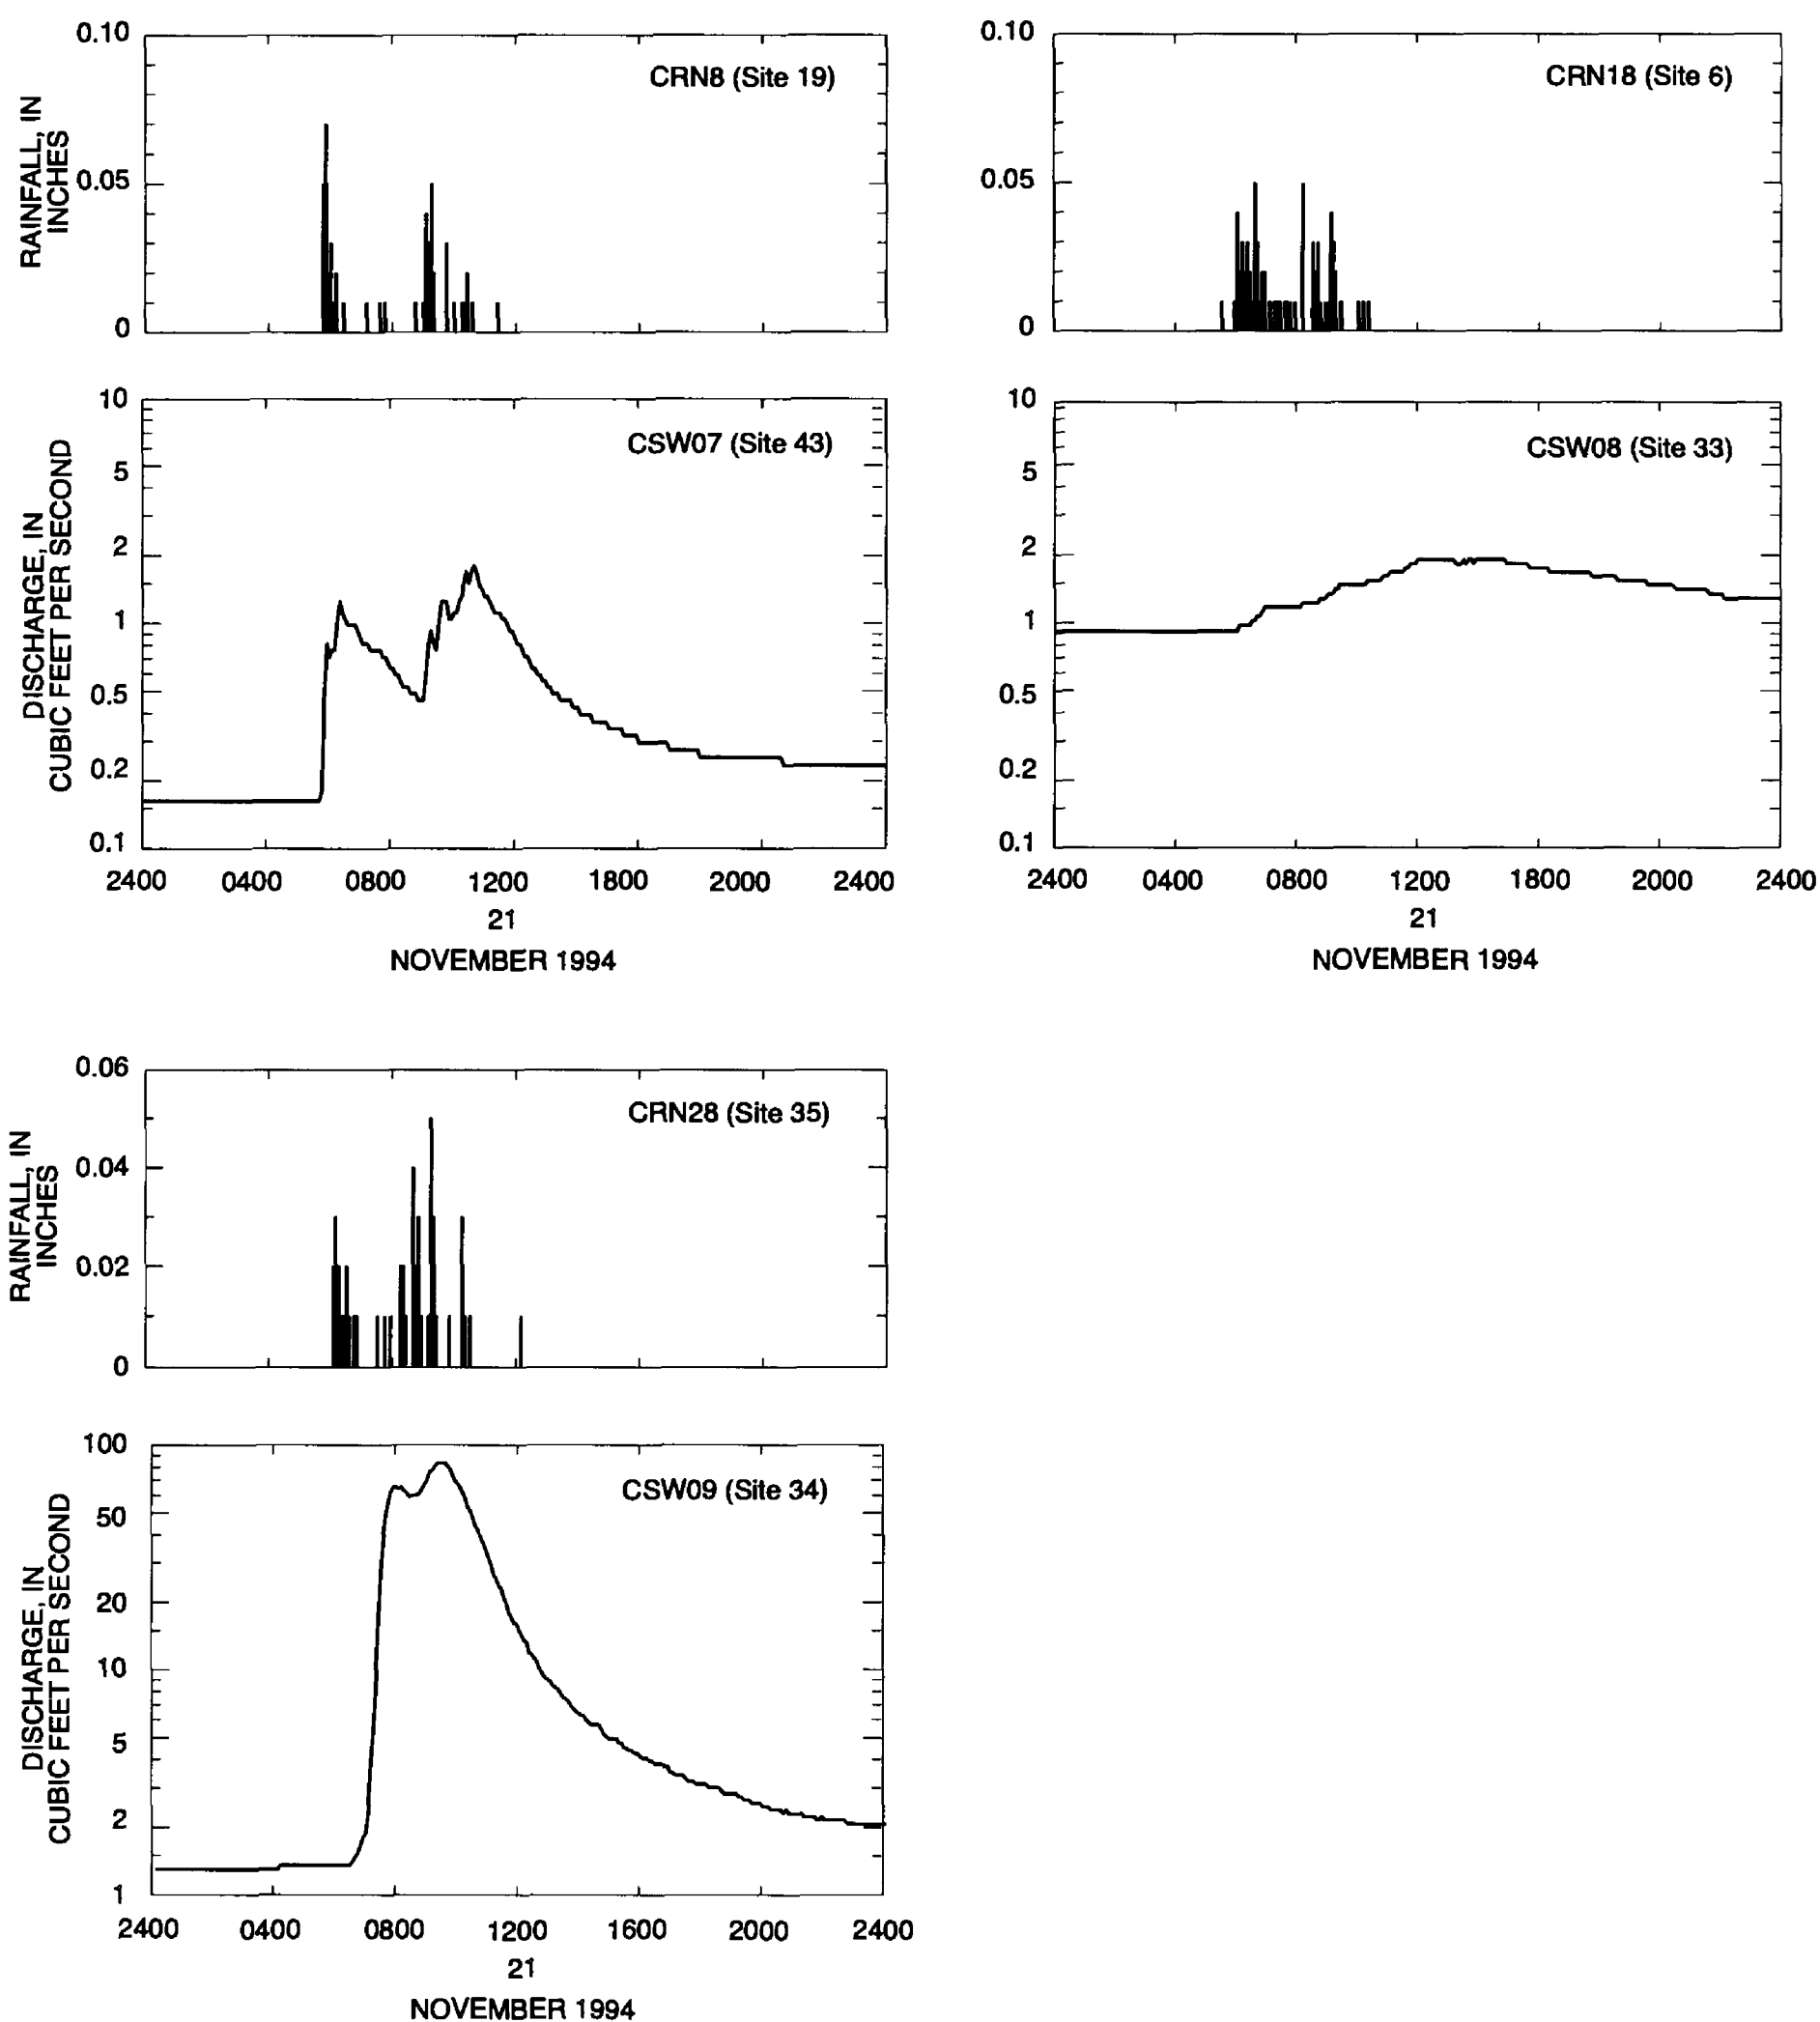 0.10
0.05
0
RAINFALL, IN
INCHES
CRN8 (Site 19)
10
5
2
1
0.5
0.2
0.1
DISCHARGE, IN
CUBIC FEET PER SECOND
CSW07 (Site 43)
2400 0400 0800 1200 1800 2000 2400
21
NOVEMBER 1994
0.10
0.05
0
CRN18 (Site 6)
10
5
2
1
0.5
0.2
0.1
CSW08 (Site 33)
2400 0400 0800 1200 1800 2000 2400
21
NOVEMBER 1994
0.06
0.04
0.02
0
RAINFALL, IN
INCHES
CRN28 (Site 35)
100
50
20
10
5
2
1
DISCHARGE, IN
CUBIC FEET PER SECOND
CSW09 (Site 34)
2400 0400 0800 1200 1600 2000 2400
21
NOVEMBER 1994